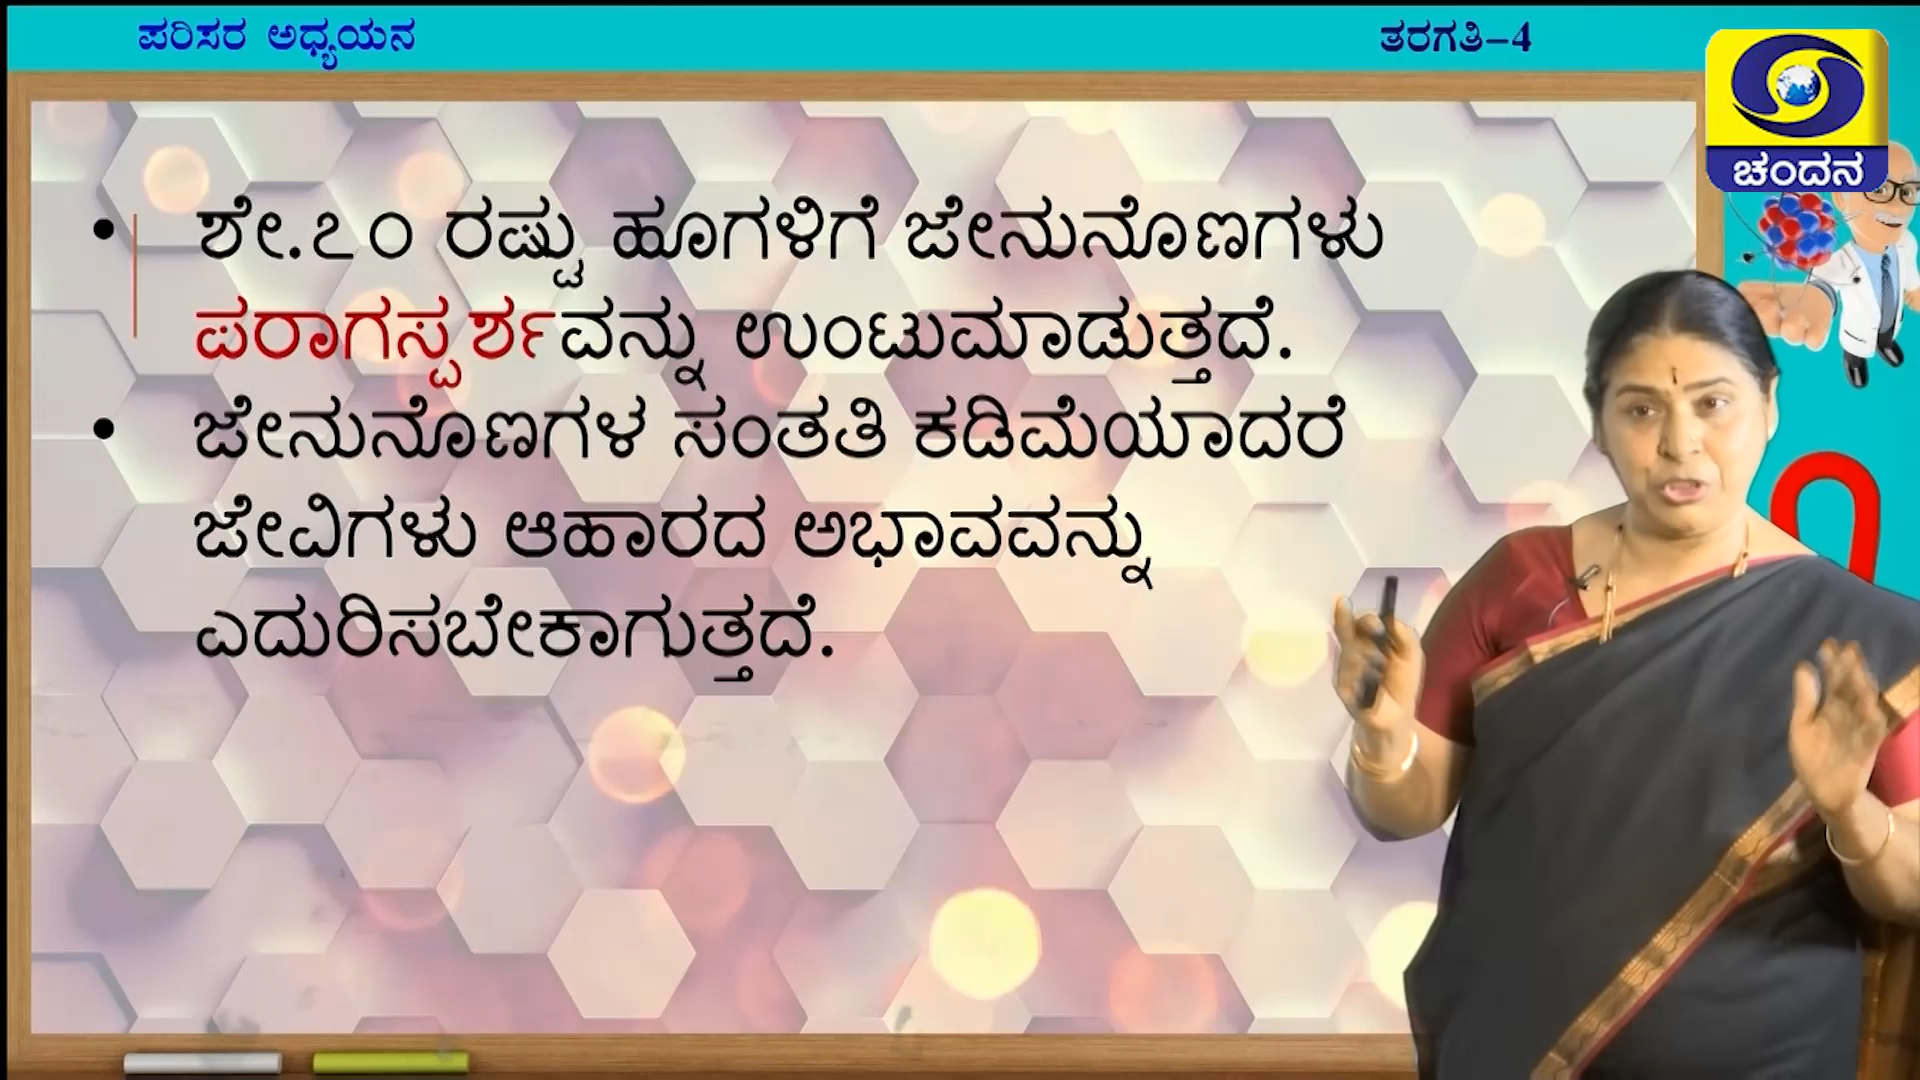 ಪರಿಸರ ಅಧ್ಯಯನ
ತರಗತಿ-4
ಚಂದನ
• ಶೇ.೭೦ ರಷ್ಟು ಹೂಗಳಿಗೆ ಜೇನುನೊಣಗಳು
ಪರಾಗಸ್ಪರ್ಶವನ್ನು ಉಂಟುಮಾಡುತ್ತದೆ.
• ಜೇನುನೊಣಗಳ ಸಂತತಿ ಕಡಿಮೆಯಾದರೆ
ಜೇವಿಗಳು ಆಹಾರದ ಅಭಾವವನ್ನು
ಎದುರಿಸಬೇಕಾಗುತ್ತದೆ.